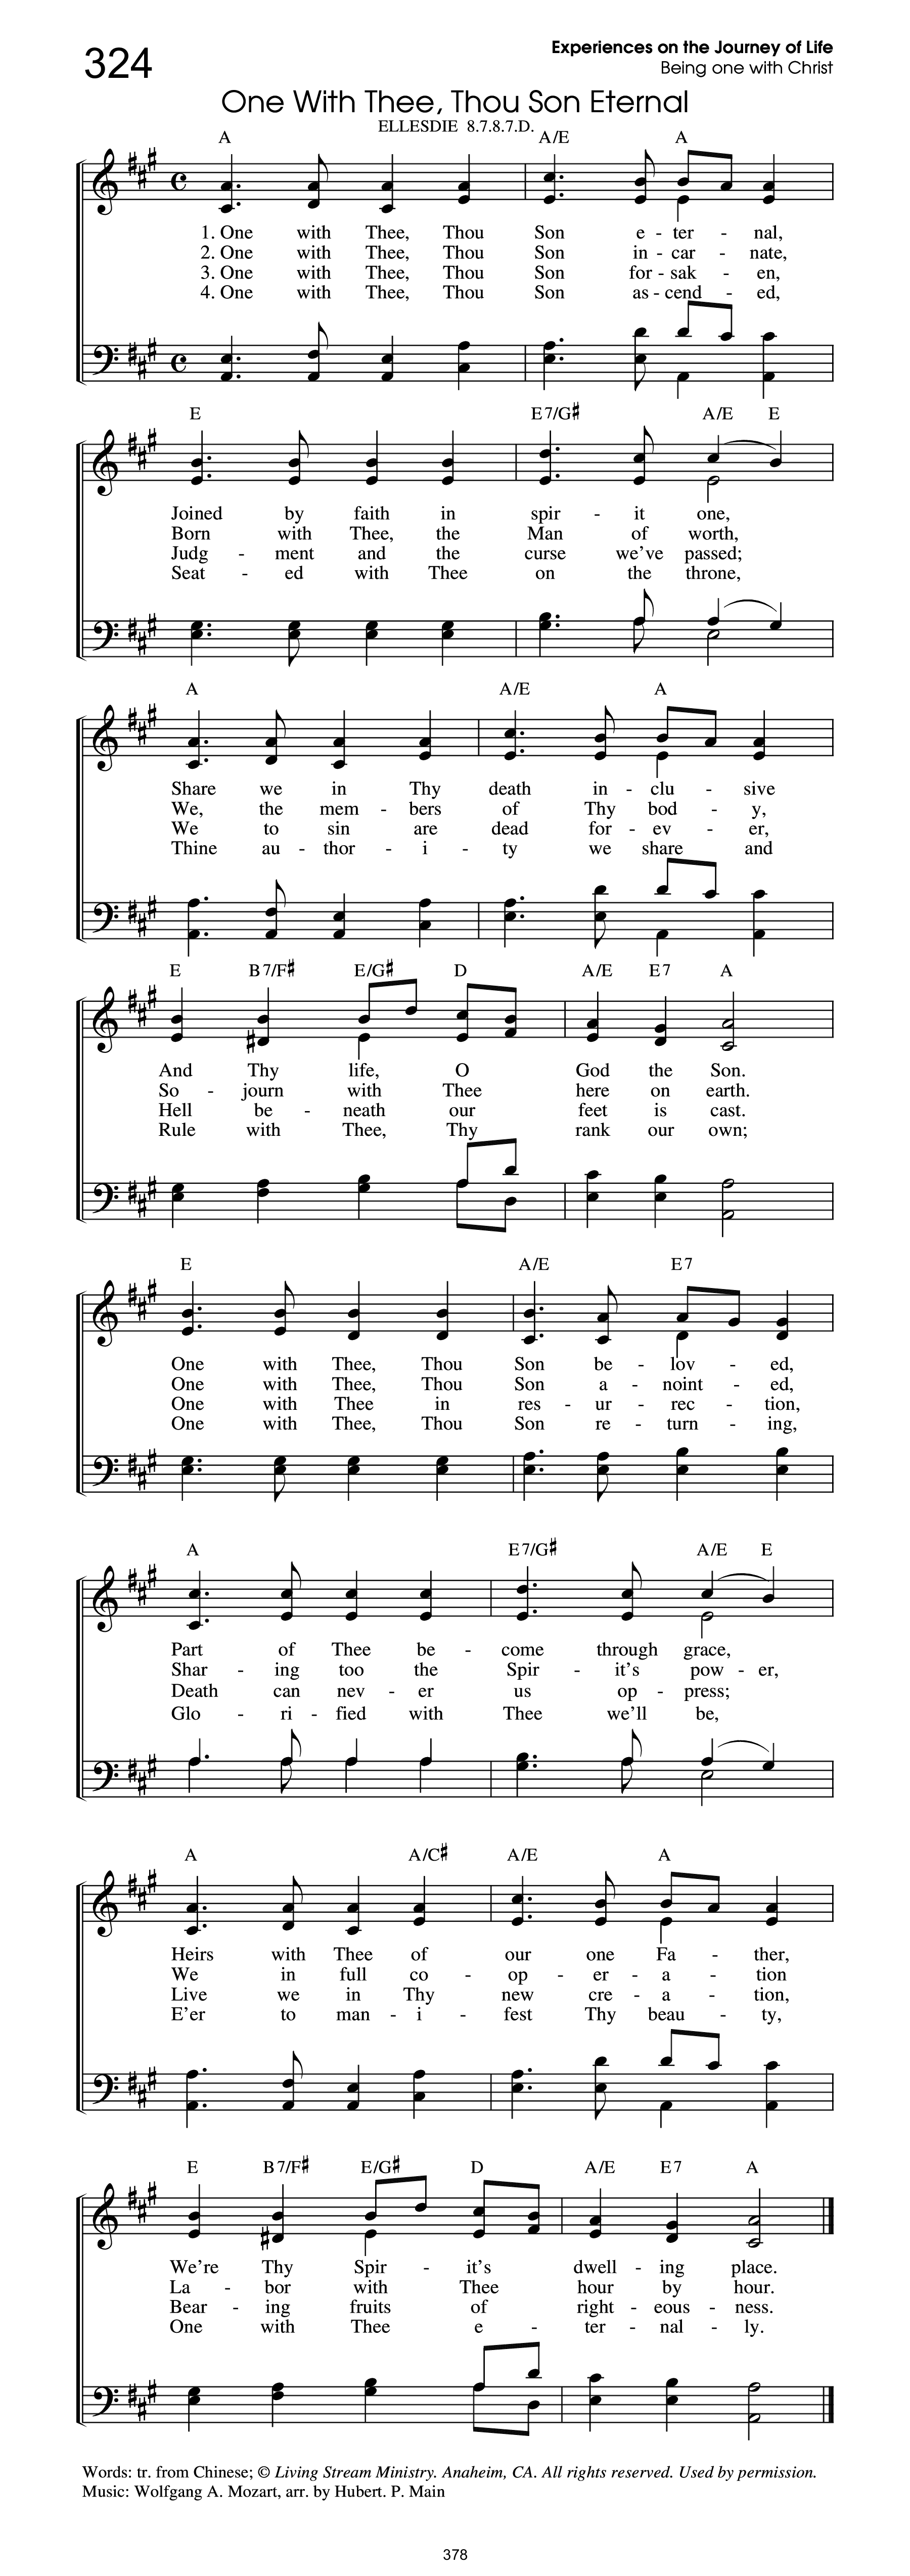 324
Experiences on the Journey of Life
Being one with Christ
One With Thee, Thou Son Eternal
ELLESDIE 8.7.8.7.D.
A A/E A
1. One with Thee, Thou Son e - ter - nal,
2. One with Thee, Thou Son in - car - nate,
3. One with Thee, Thou Son for - sak - en,
4. One with Thee, Thou Son as - cend - ed,
E E7/G# A/E E
Joined by faith in spir - it one,
Born with Thee, the Man of worth,
Judg - ment and the curse we've passed;
Seat - ed with Thee on the throne,
A A/E A
Share we in Thy death in - clu - sive
We, the mem - bers of Thy bod - y,
We to sin are dead for - ev - er,
Thine au - thor - i - ty we share and
E B7/F# E/G# D A/E E7 A
And Thy life, O God the Son.
So - journ with Thee here on earth.
Hell be - neath our feet is cast.
Rule with Thee, Thy rank our own;
E A/E E7
One with Thee, Thou Son be - lov - ed,
One with Thee, Thou Son a - noint - ed,
One with Thee in res - ur - rec - tion,
One with Thee, Thou Son re - turn - ing,
A E7/G# A/E E
Part of Thee be - come through grace,
Shar - ing too the Spir - it's pow - er,
Death can nev - er us op - press;
Glo - ri - fied with Thee we'll be,
A A/C# A/E A
Heirs with Thee of our one Fa - ther,
We in full co - op - er - a - tion
Live we in Thy new cre - a - tion,
E'er to man - i - fest Thy beau - ty,
E B7/F# E/G# D A/E E7 A
We're Thy Spir - it's dwell - ing place.
La - bor with Thee hour by hour.
Bear - ing fruits of right - eous - ness.
One with Thee e - ter - nal - ly.
Words: tr. from Chinese; © Living Stream Ministry. Anaheim, CA. All rights reserved. Used by permission.
Music: Wolfgang A. Mozart, arr. by Hubert. P. Main
378